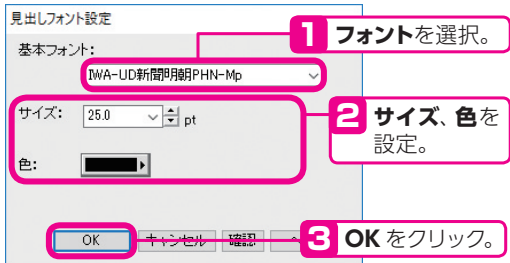 見出しフォント設定
基本フォント:
1 フォントを選択。
IWA-UD新聞明朝PHN-Mp
サイズ: 25.0 pt
2 サイズ、色を
設定。
色:
OK キャンセル 確認
3 OK をクリック。